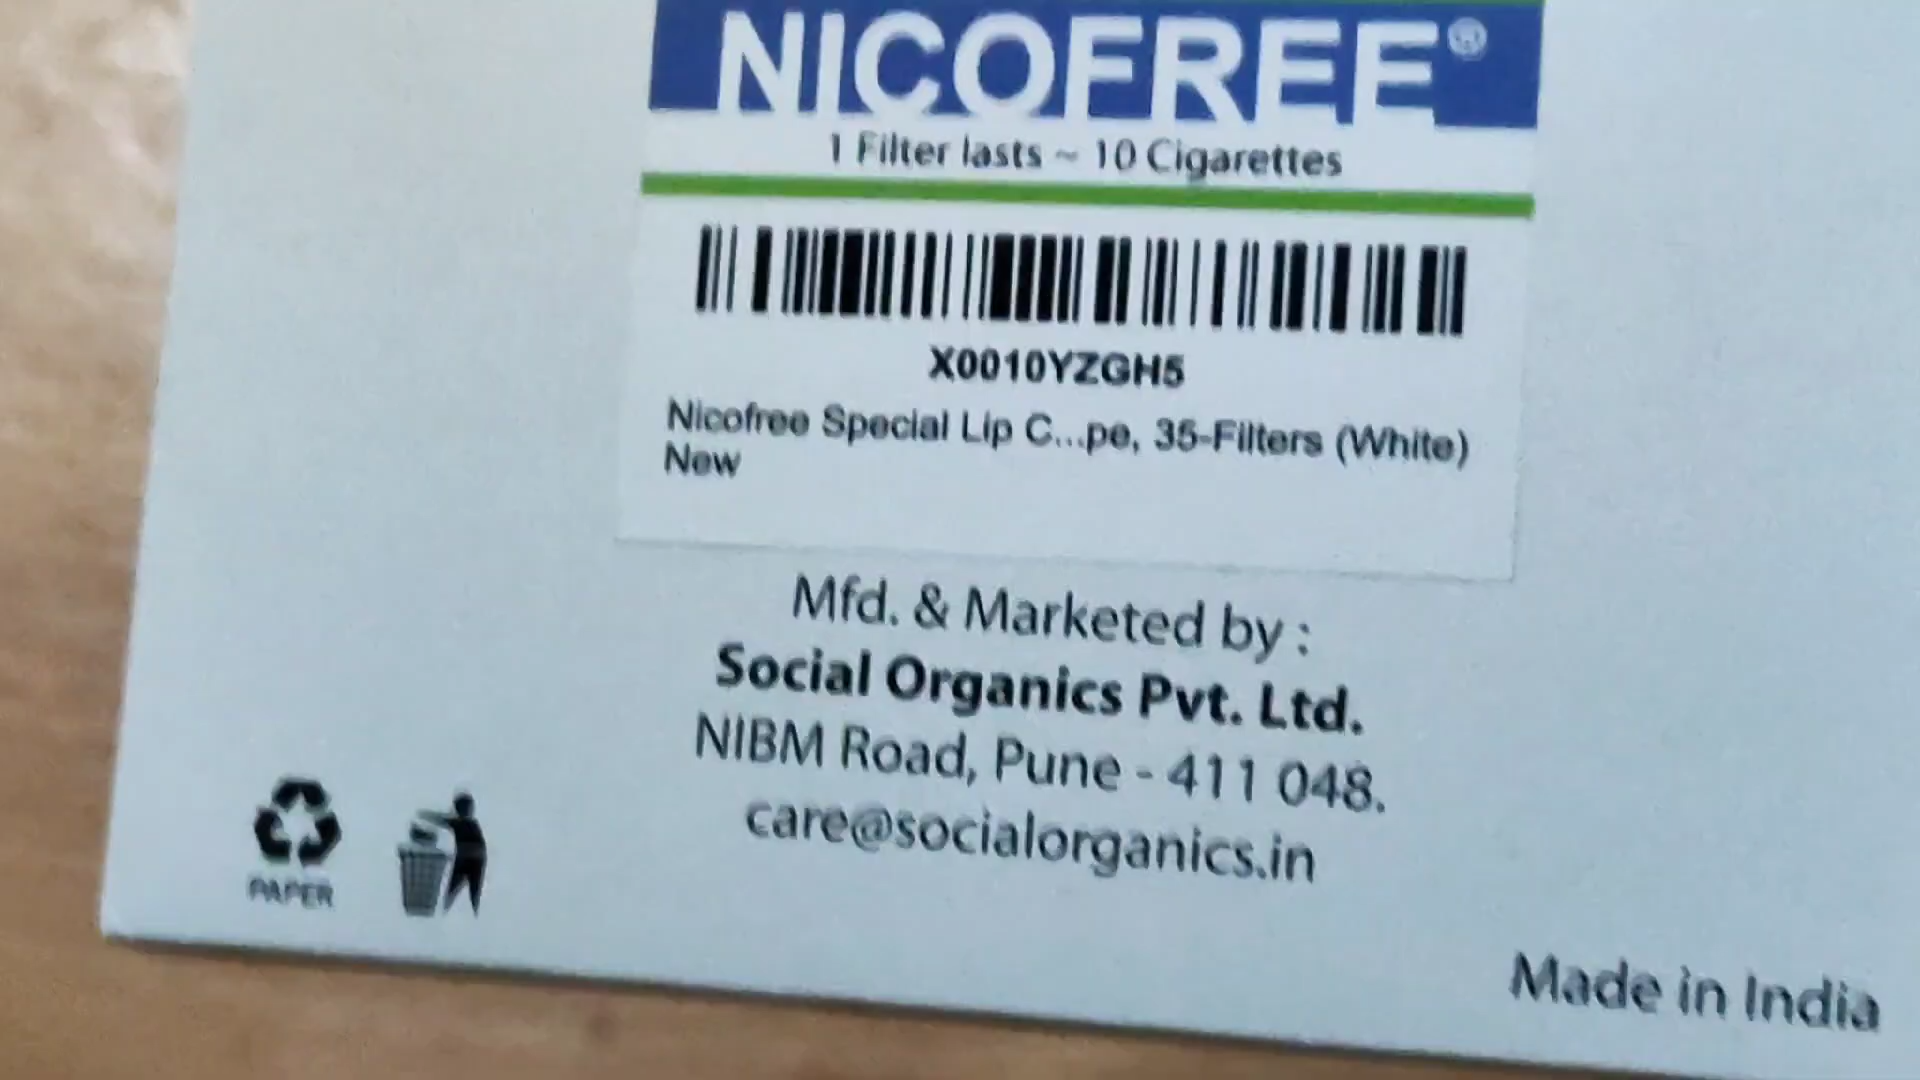 NICOFREE®
1 Filter lasts ~ 10 Cigarettes
X0010YZGH5
Nicofree Special Lip C...pe, 35-Filters (White)
New
Mfd. & Marketed by :
Social Organics Pvt. Ltd.
NIBM Road, Pune - 411 048.
care@socialorganics.in
PAPER
Made in India